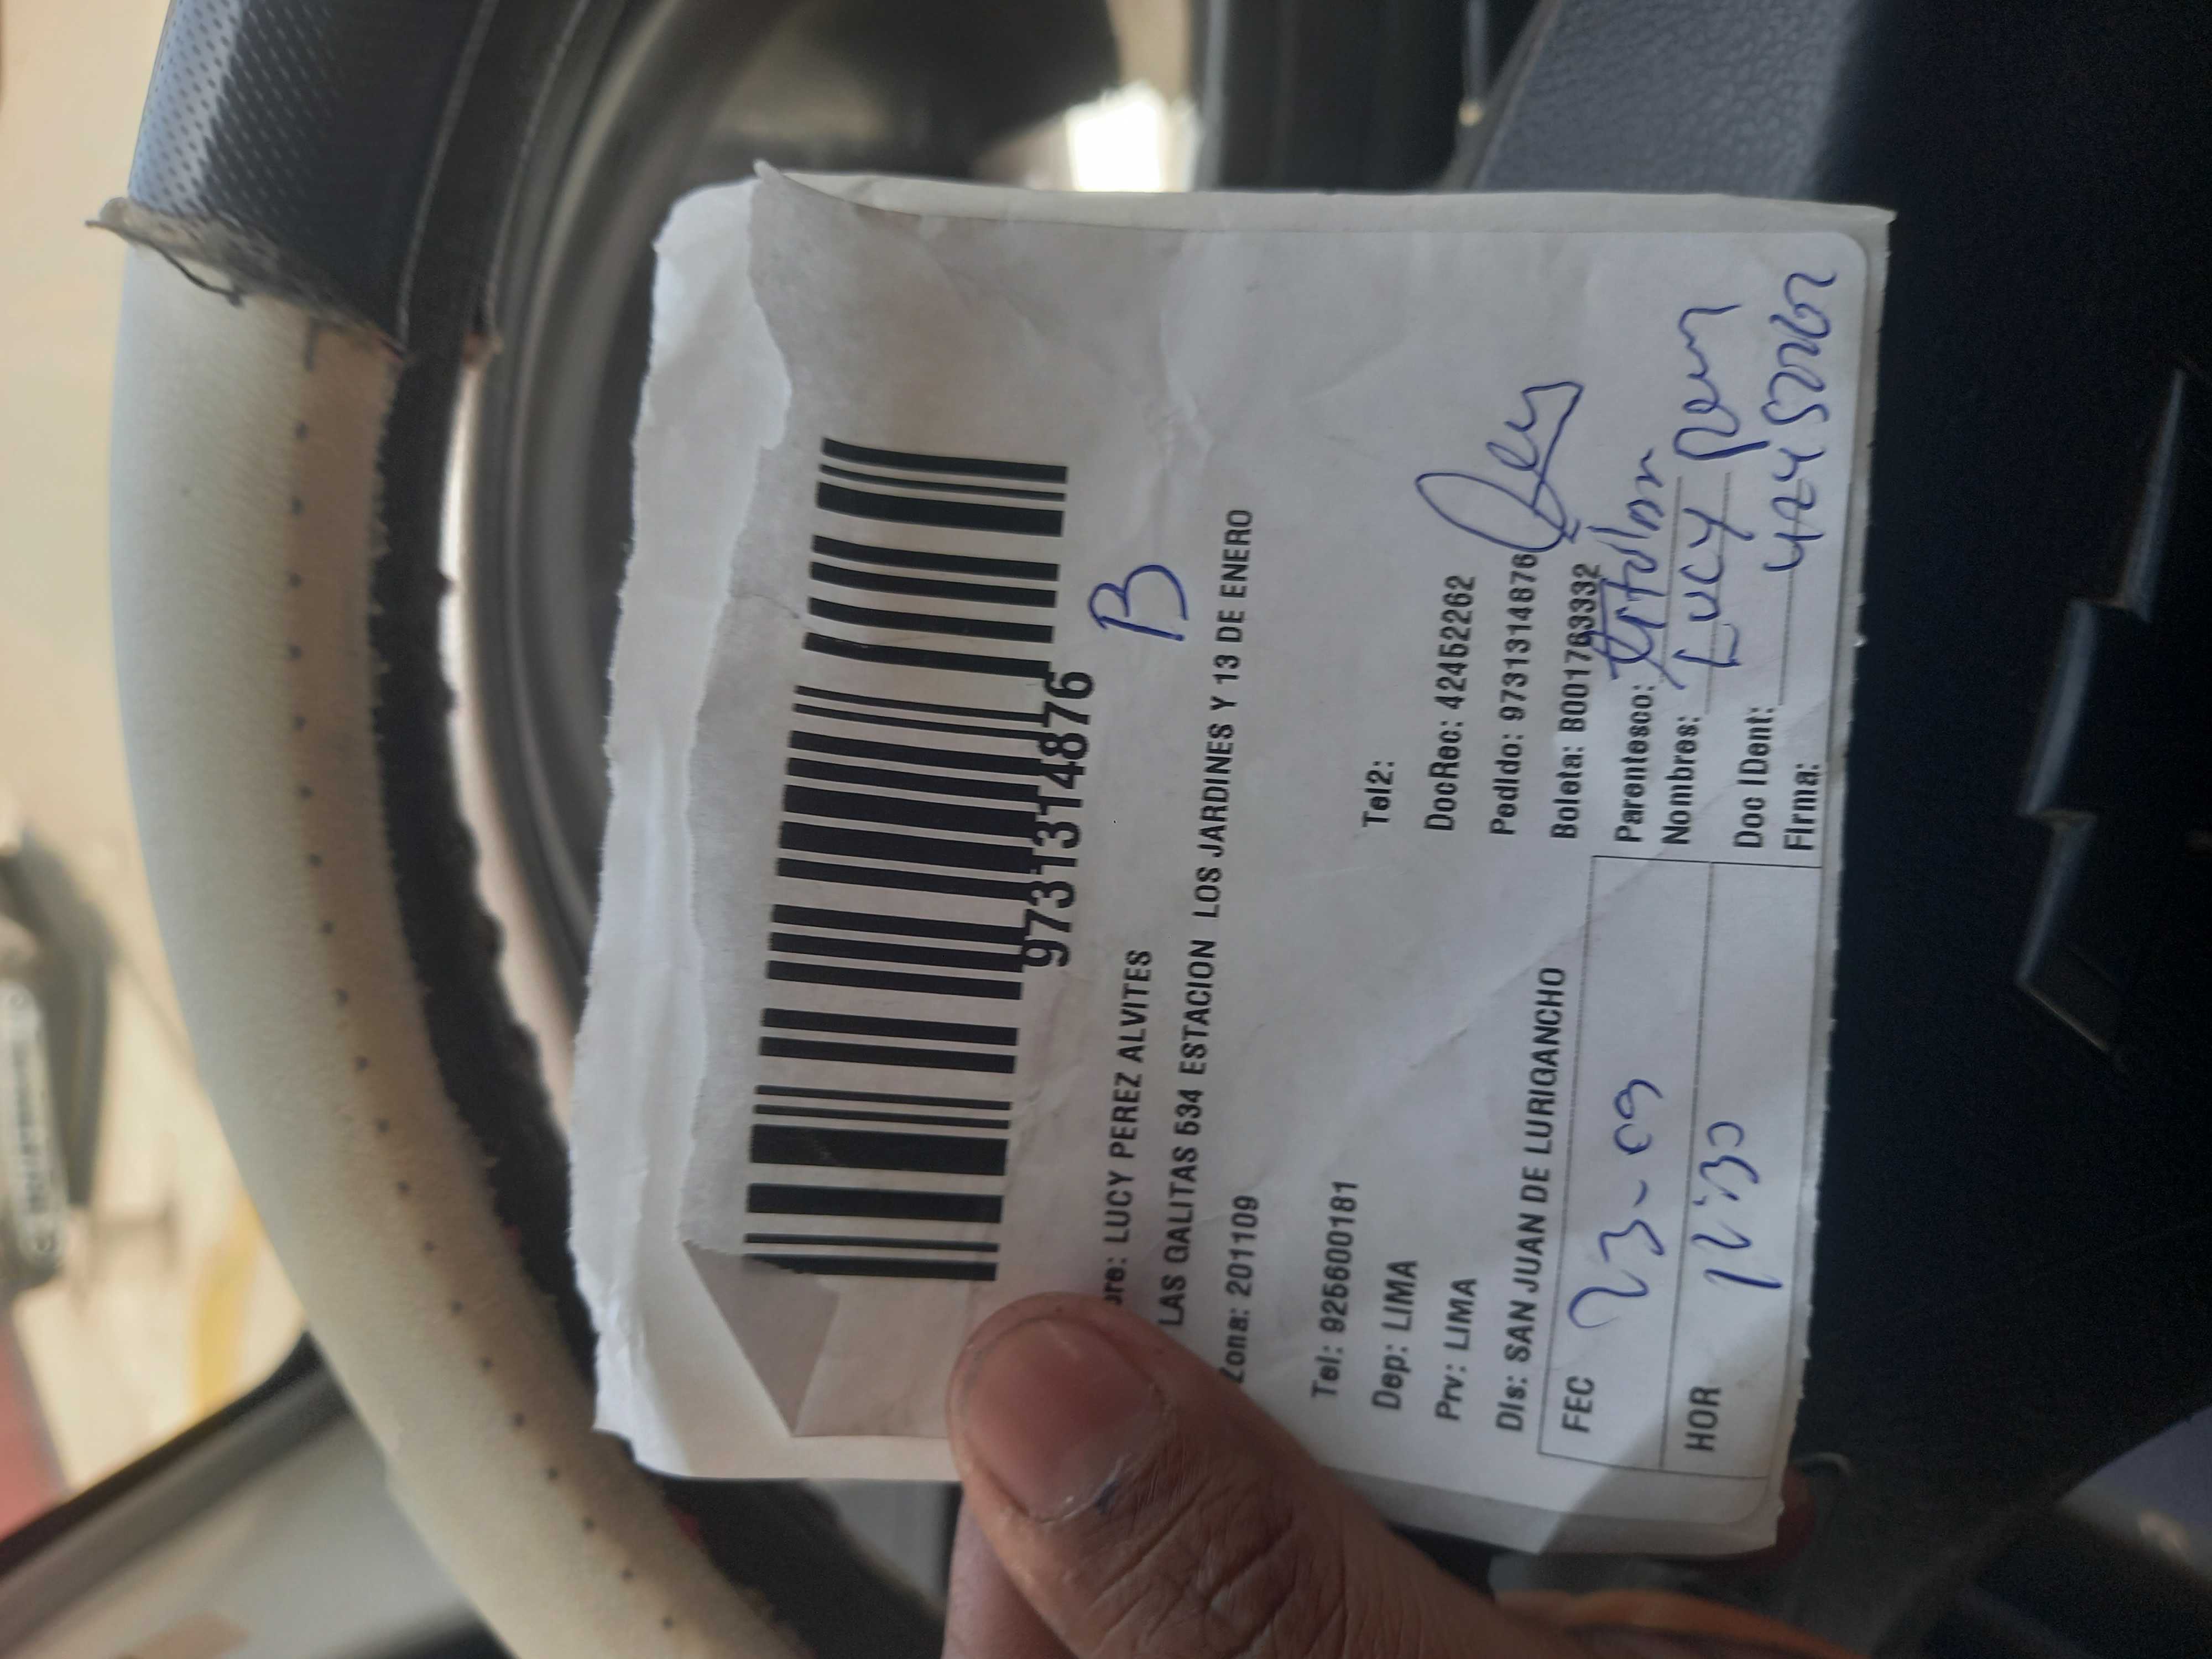 9731314876
B
bre: LUCY PEREZ ALVITES
LAS GALITAS 534 ESTACION LOS JARDINES Y 13 DE ENERO
Zona: 201109
Tel: 925600181
Tel2:
Dep: LIMA
DocRec: 42452262
Prv: LIMA
Pedido: 9731314876
Dis: SAN JUAN DE LURIGANCHO
Boleta: B001763332
FEC 23-09
Parentesco: titular
Nombres: Lucy
HOR 12:30
Doc IDent:
Firma: